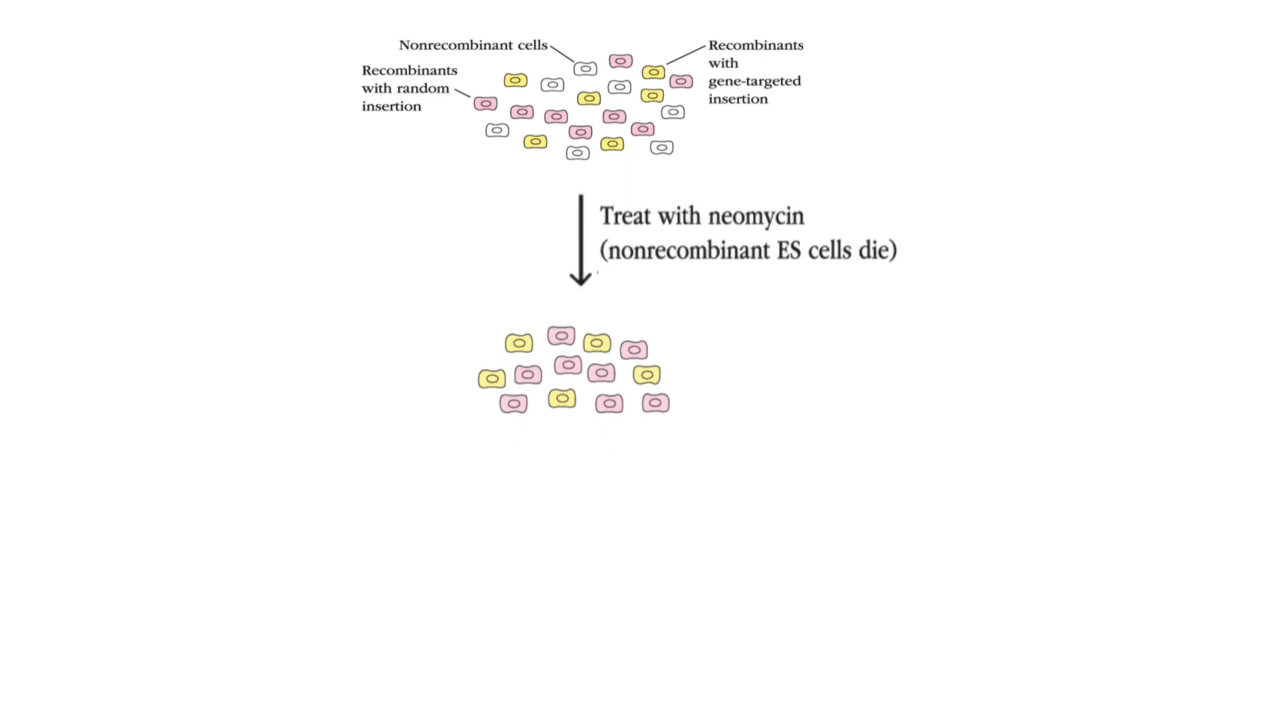 Nonrecombinant cells
Recombinants
with random
insertion
Recombinants
with
gene-targeted
insertion
Treat with neomycin
(nonrecombinant ES cells die)